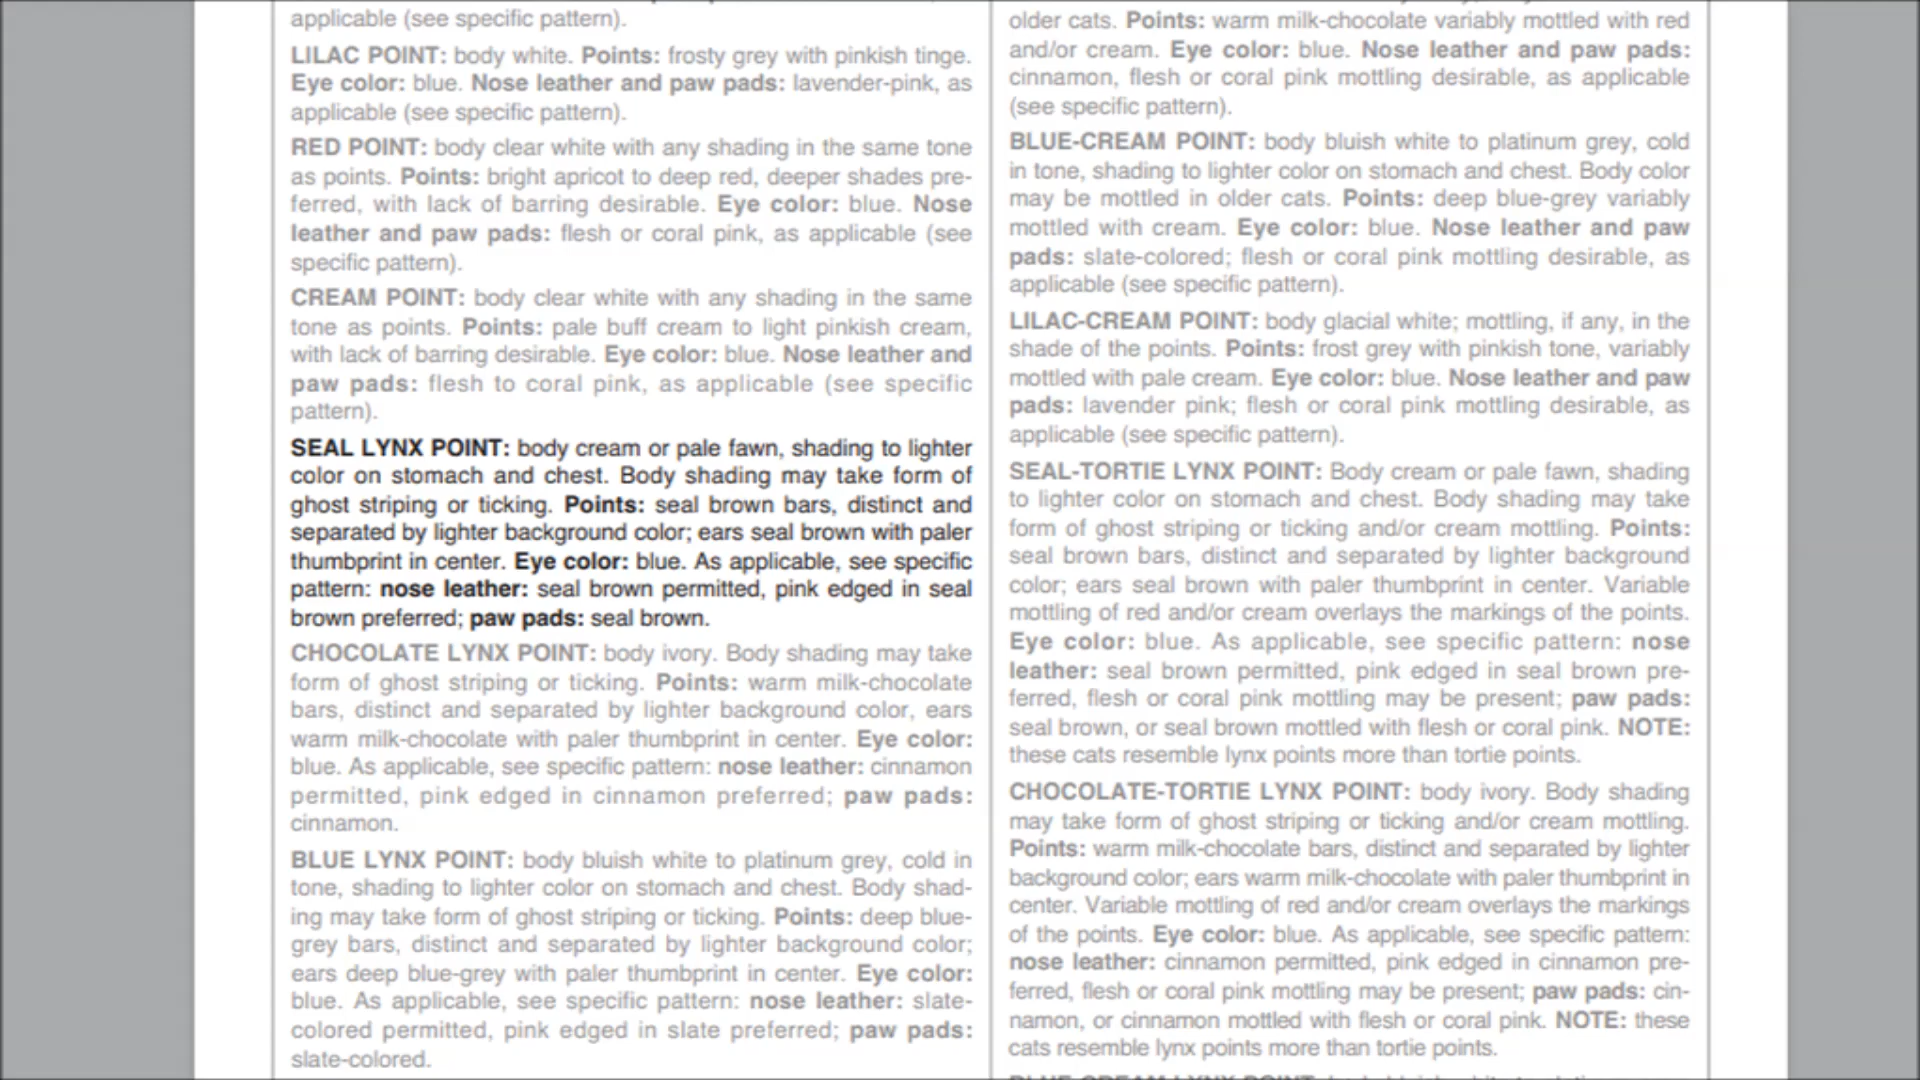 applicable (see specific pattern).
LILAC POINT: body white. Points: frosty grey with pinkish tinge.
Eye color: blue. Nose leather and paw pads: lavender-pink, as
applicable (see specific pattern).
RED POINT: body clear white with any shading in the same tone
as points. Points: bright apricot to deep red, deeper shades pre-
ferred, with lack of barring desirable. Eye color: blue. Nose
leather and paw pads: flesh or coral pink, as applicable (see
specific pattern).
CREAM POINT: body clear white with any shading in the same
tone as points. Points: pale buff cream to light pinkish cream,
with lack of barring desirable. Eye color: blue. Nose leather and
paw pads: flesh to coral pink, as applicable (see specific
pattern).
SEAL LYNX POINT: body cream or pale fawn, shading to lighter
color on stomach and chest. Body shading may take form of
ghost striping or ticking. Points: seal brown bars, distinct and
separated by lighter background color; ears seal brown with paler
thumbprint in center. Eye color: blue. As applicable, see specific
pattern: nose leather: seal brown permitted, pink edged in seal
brown preferred; paw pads: seal brown.
CHOCOLATE LYNX POINT: body ivory. Body shading may take
form of ghost striping or ticking. Points: warm milk-chocolate
bars, distinct and separated by lighter background color, ears
warm milk-chocolate with paler thumbprint in center. Eye color:
blue. As applicable, see specific pattern: nose leather: cinnamon
permitted, pink edged in cinnamon preferred; paw pads:
cinnamon.
BLUE LYNX POINT: body bluish white to platinum grey, cold in
tone, shading to lighter color on stomach and chest. Body shad-
ing may take form of ghost striping or ticking. Points: deep blue-
grey bars, distinct and separated by lighter background color;
ears deep blue-grey with paler thumbprint in center. Eye color:
blue. As applicable, see specific pattern: nose leather: slate-
colored permitted, pink edged in slate preferred; paw pads:
slate-colored.
older cats. Points: warm milk-chocolate variably mottled with red
and/or cream. Eye color: blue. Nose leather and paw pads:
cinnamon, flesh or coral pink mottling desirable, as applicable
(see specific pattern).
BLUE-CREAM POINT: body bluish white to platinum grey, cold
in tone, shading to lighter color on stomach and chest. Body color
may be mottled in older cats. Points: deep blue-grey variably
mottled with cream. Eye color: blue. Nose leather and paw
pads: slate-colored; flesh or coral pink mottling desirable, as
applicable (see specific pattern).
LILAC-CREAM POINT: body glacial white; mottling, if any, in the
shade of the points. Points: frost grey with pinkish tone, variably
mottled with pale cream. Eye color: blue. Nose leather and paw
pads: lavender pink; flesh or coral pink mottling desirable, as
applicable (see specific pattern).
SEAL-TORTIE LYNX POINT: Body cream or pale fawn, shading
to lighter color on stomach and chest. Body shading may take
form of ghost striping or ticking and/or cream mottling. Points:
seal brown bars, distinct and separated by lighter background
color; ears seal brown with paler thumbprint in center. Variable
mottling of red and/or cream overlays the markings of the points.
Eye color: blue. As applicable, see specific pattern: nose
leather: seal brown permitted, pink edged in seal brown pre-
ferred, flesh or coral pink mottling may be present; paw pads:
seal brown, or seal brown mottled with flesh or coral pink. NOTE:
these cats resemble lynx points more than tortie points.
CHOCOLATE-TORTIE LYNX POINT: body ivory. Body shading
may take form of ghost striping or ticking and/or cream mottling.
Points: warm milk-chocolate bars, distinct and separated by lighter
background color; ears warm milk-chocolate with paler thumbprint in
center. Variable mottling of red and/or cream overlays the markings
of the points. Eye color: blue. As applicable, see specific pattern:
nose leather: cinnamon permitted, pink edged in cinnamon pre-
ferred, flesh or coral pink mottling may be present; paw pads: cin-
namon, or cinnamon mottled with flesh or coral pink. NOTE: these
cats resemble lynx points more than tortie points.